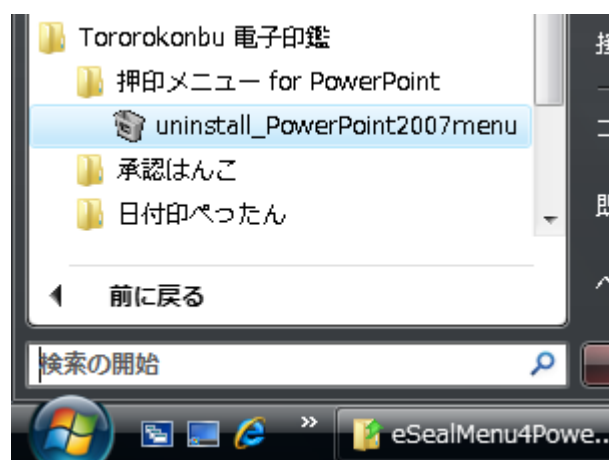 Tororokonbu 電子印鑑
押印メニュー for PowerPoint
uninstall_PowerPoint2007menu
承認はんこ
日付印ぺったん
前に戻る
検索の開始
»
eSealMenu4Powe...